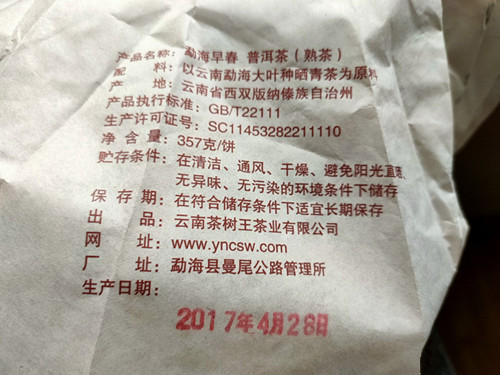 产品名称：勐海早春 普洱茶（熟茶）
配 料：以云南勐海大叶种晒青茶为原料
产 地：云南省西双版纳傣族自治州
产品执行标准：GB/T22111
生产许可证号：SC11453282211110
净 含 量：357克/饼
贮存条件：在清洁、通风、干燥、避免阳光直
无异味、无污染的环境条件下储存
保 存 期：在符合储存条件下适宜长期保存
出 品：云南茶树王茶业有限公司
网 址：www.yncsw.com
厂 址：勐海县曼尾公路管理所
生产日期：
2017年4月28日